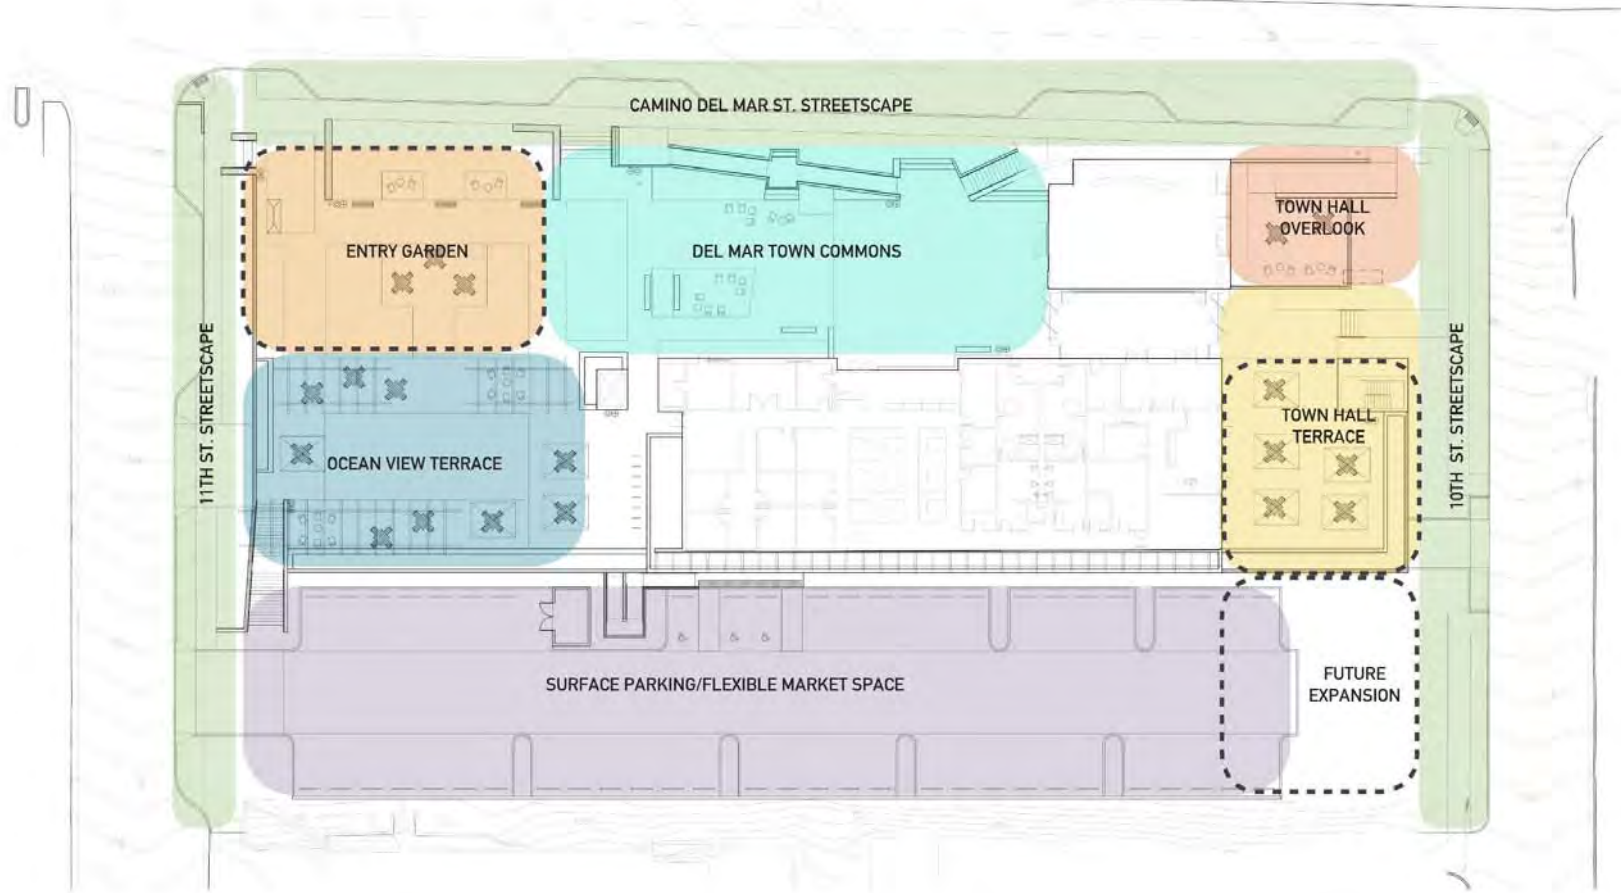 CAMINO DEL MAR ST. STREETSCAPE
TOWN HALL
OVERLOOK
ENTRY GARDEN
DEL MAR TOWN COMMONS
11TH ST. STREETSCAPE
10TH ST. STREETSCAPE
TOWN HALL
TERRACE
OCEAN VIEW TERRACE
SURFACE PARKING/FLEXIBLE MARKET SPACE
FUTURE
EXPANSION